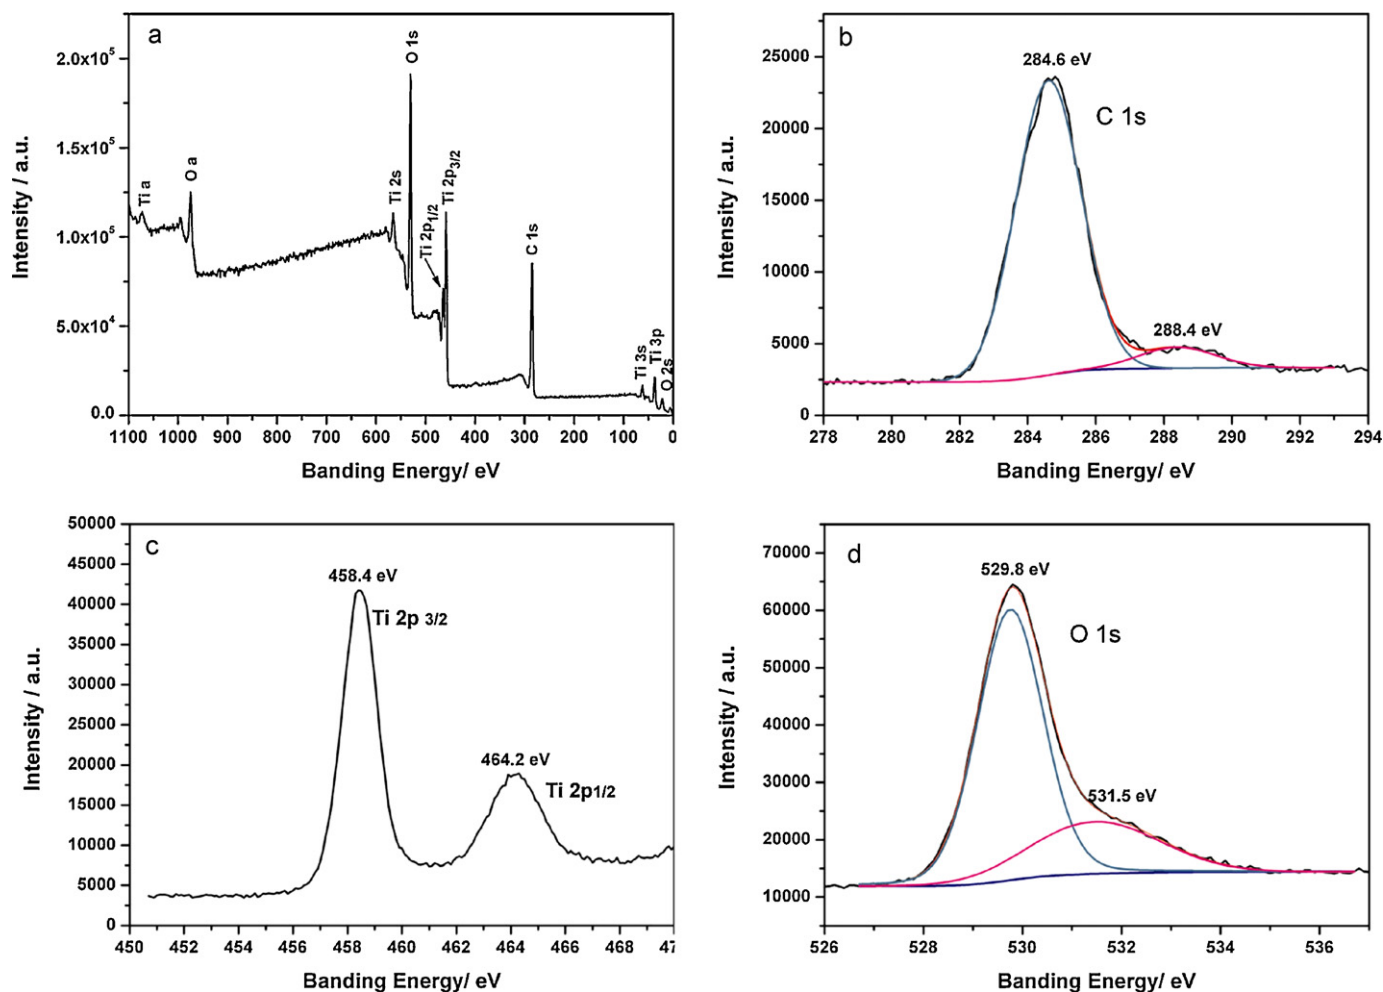 a
Intensity / a.u.
2.0x10⁵
1.5x10⁵
1.0x10⁵
5.0x10⁴
0.0
Ti a
O a
Ti 2s
O 1s
Ti 2p1/2
Ti 2p3/2
C 1s
Ti 3s
Ti 3p
O 2s
1100 1000 900 800 700 600 500 400 300 200 100 0
Banding Energy/ eV
b
Intensity / a.u.
25000
20000
15000
10000
5000
0
284.6 eV
C 1s
288.4 eV
278 280 282 284 286 288 290 292 294
Banding Energy/ eV
c
Intensity / a.u.
50000
45000
40000
35000
30000
25000
20000
15000
10000
5000
0
458.4 eV
Ti 2p 3/2
464.2 eV
Ti 2p1/2
450 452 454 456 458 460 462 464 466 468 47
Banding Energy/ eV
d
Intensity / a.u.
70000
60000
50000
40000
30000
20000
10000
529.8 eV
O 1s
531.5 eV
526 528 530 532 534 536
Banding Energy/ eV